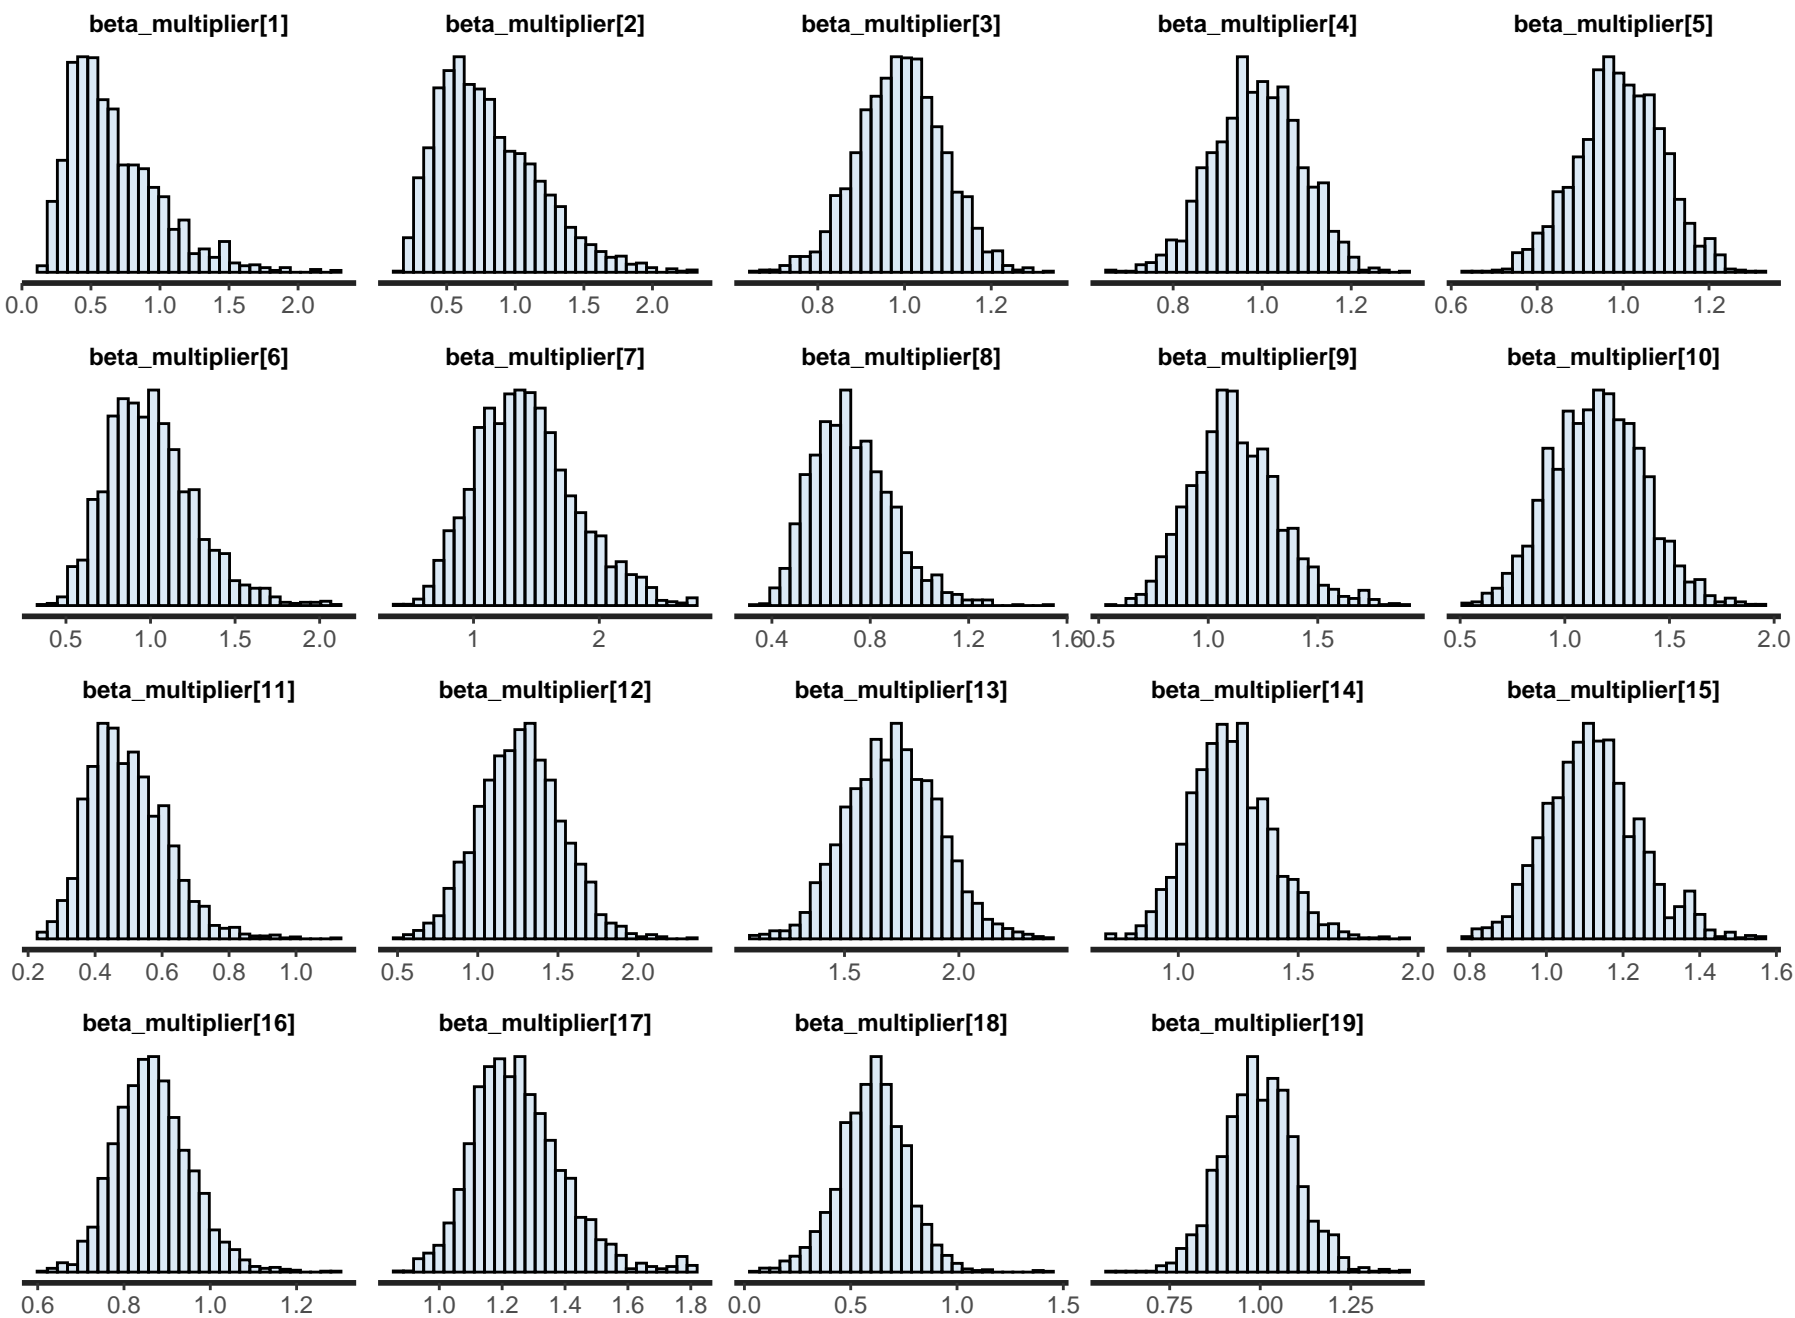 beta_multiplier[1] beta_multiplier[2] beta_multiplier[3] beta_multiplier[4] beta_multiplier[5]
0.0 0.5 1.0 1.5 2.0 0.5 1.0 1.5 2.0 0.8 1.0 1.2 0.8 1.0 1.2 0.6 0.8 1.0 1.2
beta_multiplier[6] beta_multiplier[7] beta_multiplier[8] beta_multiplier[9] beta_multiplier[10]
0.5 1.0 1.5 2.0 1 2 0.4 0.8 1.2 1.6 0.5 1.0 1.5 0.5 1.0 1.5 2.0
beta_multiplier[11] beta_multiplier[12] beta_multiplier[13] beta_multiplier[14] beta_multiplier[15]
0.2 0.4 0.6 0.8 1.0 0.5 1.0 1.5 2.0 1.5 2.0 1.0 1.5 2.0 0.8 1.0 1.2 1.4 1.6
beta_multiplier[16] beta_multiplier[17] beta_multiplier[18] beta_multiplier[19]
0.6 0.8 1.0 1.2 1.0 1.2 1.4 1.6 1.8 0.0 0.5 1.0 1.5 0.75 1.00 1.25